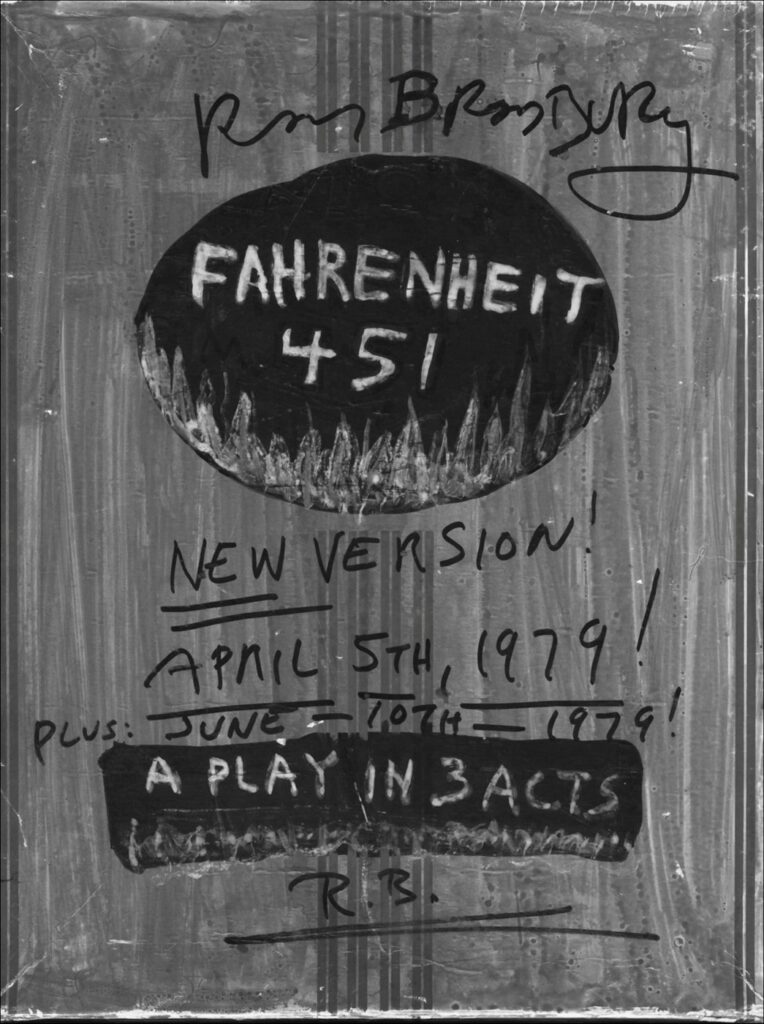 Ray Bradbury
FAHRENHEIT
451
NEW VERSION!
APRIL 5TH, 1979!
PLUS: JUNE — 10TH — 1979!
A PLAY IN 3 ACTS
R.B.